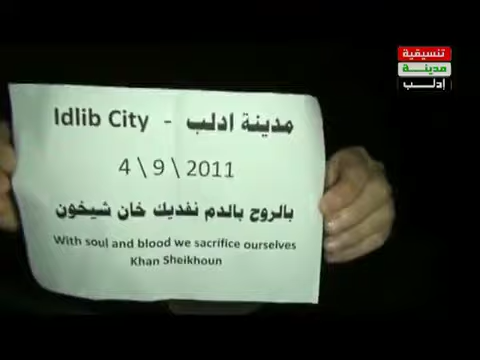 تنسيقية
مدينة
إدلب
Idlib City - مدينة ادلب
4 \ 9 \ 2011
بالروح بالدم نفديك خان شيخون
With soul and blood we sacrifice ourselves
Khan Sheikhoun